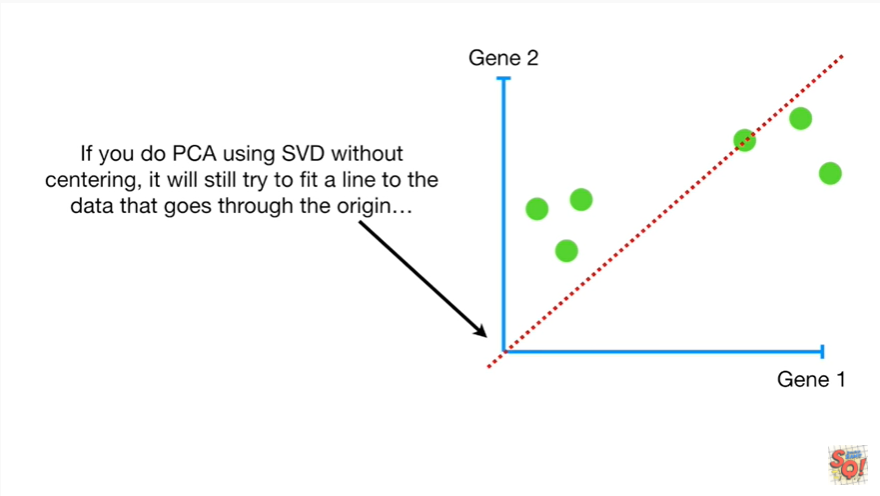 Gene 2
If you do PCA using SVD without
centering, it will still try to fit a line to the
data that goes through the origin…
Gene 1
SQ!